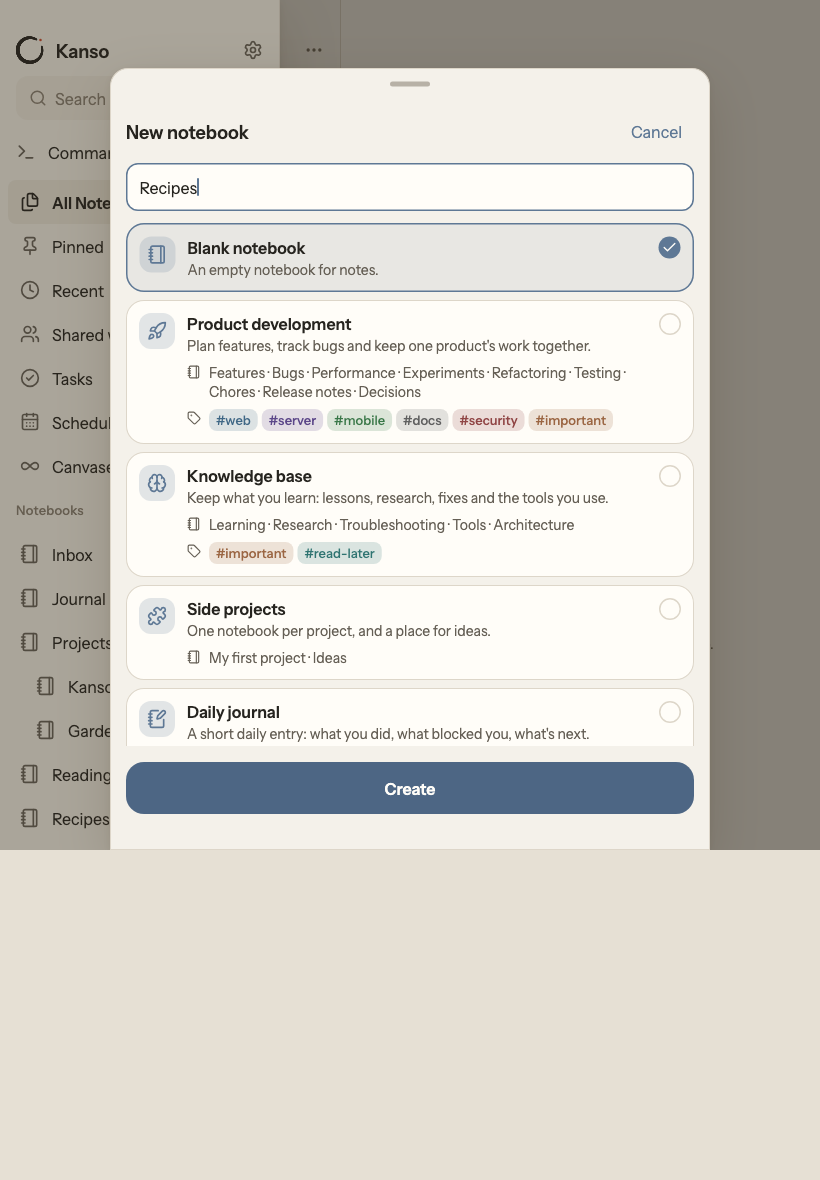 Kanso
Search
All Note
Pinned
Recent
Shared
Tasks
Notebooks
Inbox
Journal
Projects
Reading
Recipes
New notebook
Cancel
Recipes
Blank notebook
An empty notebook for notes.
Product development
Plan features, track bugs and keep one product's work together.
Features · Bugs · Performance · Experiments · Refactoring · Testing ·
Chores · Release notes · Decisions
#web #server #mobile #docs #security #important
Knowledge base
Keep what you learn: lessons, research, fixes and the tools you use.
Learning · Research · Troubleshooting · Tools · Architecture
#important #read-later
Side projects
One notebook per project, and a place for ideas.
My first project · Ideas
Daily journal
A short daily entry: what you did, what blocked you, what's next.
Create